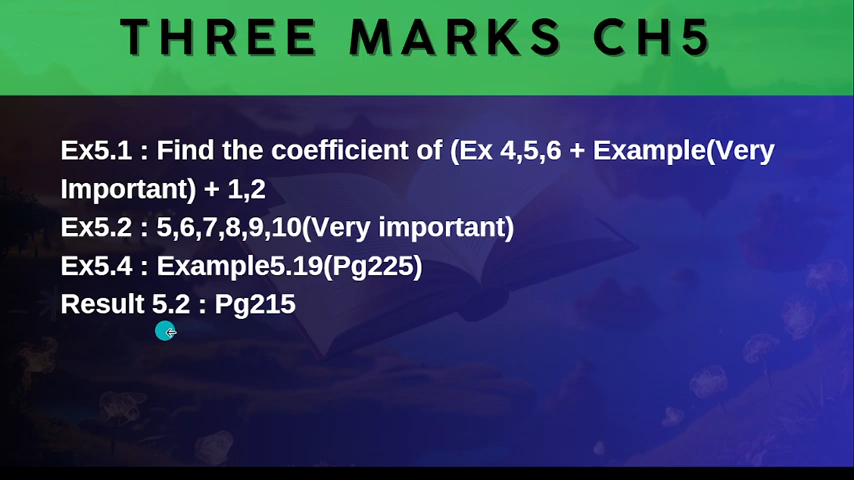 THREE MARKS CH5
Ex5.1 : Find the coefficient of (Ex 4,5,6 + Example(Very
Important) + 1,2
Ex5.2 : 5,6,7,8,9,10(Very important)
Ex5.4 : Example5.19(Pg225)
Result 5.2 : Pg215